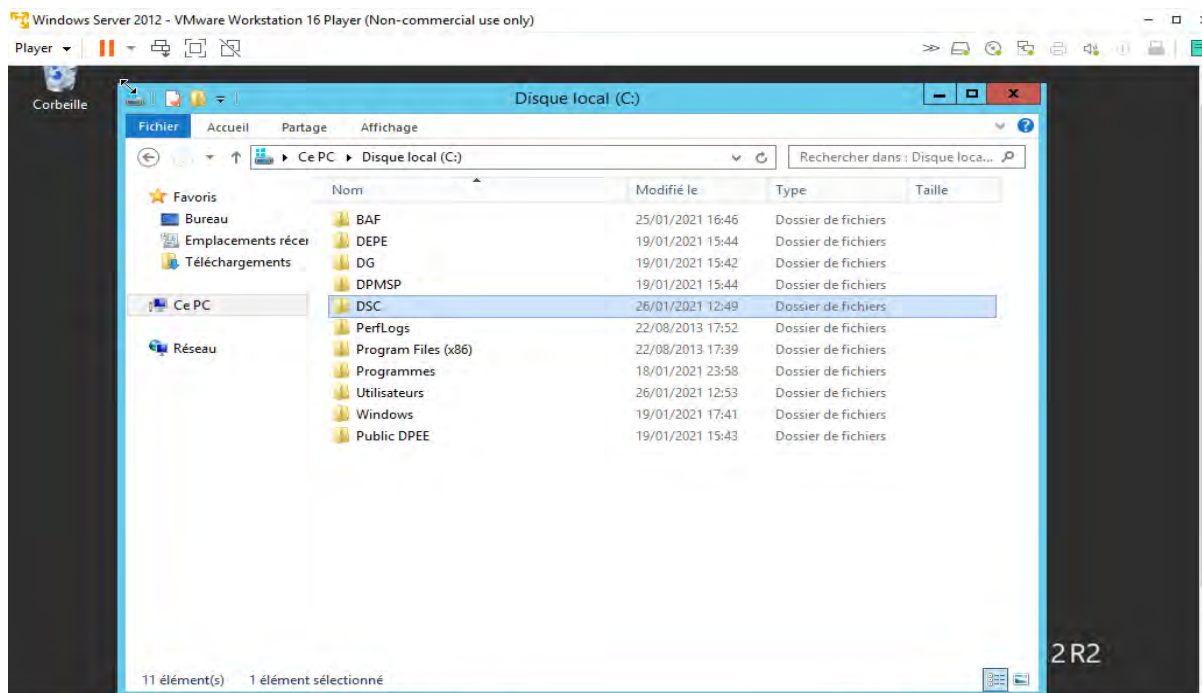 Windows Server 2012 - VMware Workstation 16 Player (Non-commercial use only)
Player
Corbeille
Disque local (C:)
Fichier Accueil Partage Affichage
Ce PC Disque local (C:) Rechercher dans : Disque loca...
Nom Modifié le Type Taille
Favoris
Bureau
Emplacements récer
Téléchargements
Ce PC
Réseau
BAF 25/01/2021 16:46 Dossier de fichiers
DEPE 19/01/2021 15:44 Dossier de fichiers
DG 19/01/2021 15:42 Dossier de fichiers
DPMSP 19/01/2021 15:44 Dossier de fichiers
DSC 26/01/2021 12:49 Dossier de fichiers
PerfLogs 22/08/2013 17:52 Dossier de fichiers
Program Files (x86) 22/08/2013 17:39 Dossier de fichiers
Programmes 18/01/2021 23:58 Dossier de fichiers
Utilisateurs 26/01/2021 12:53 Dossier de fichiers
Windows 19/01/2021 17:41 Dossier de fichiers
Public DPEE 19/01/2021 15:43 Dossier de fichiers
2 R2
11 élément(s) 1 élément sélectionné